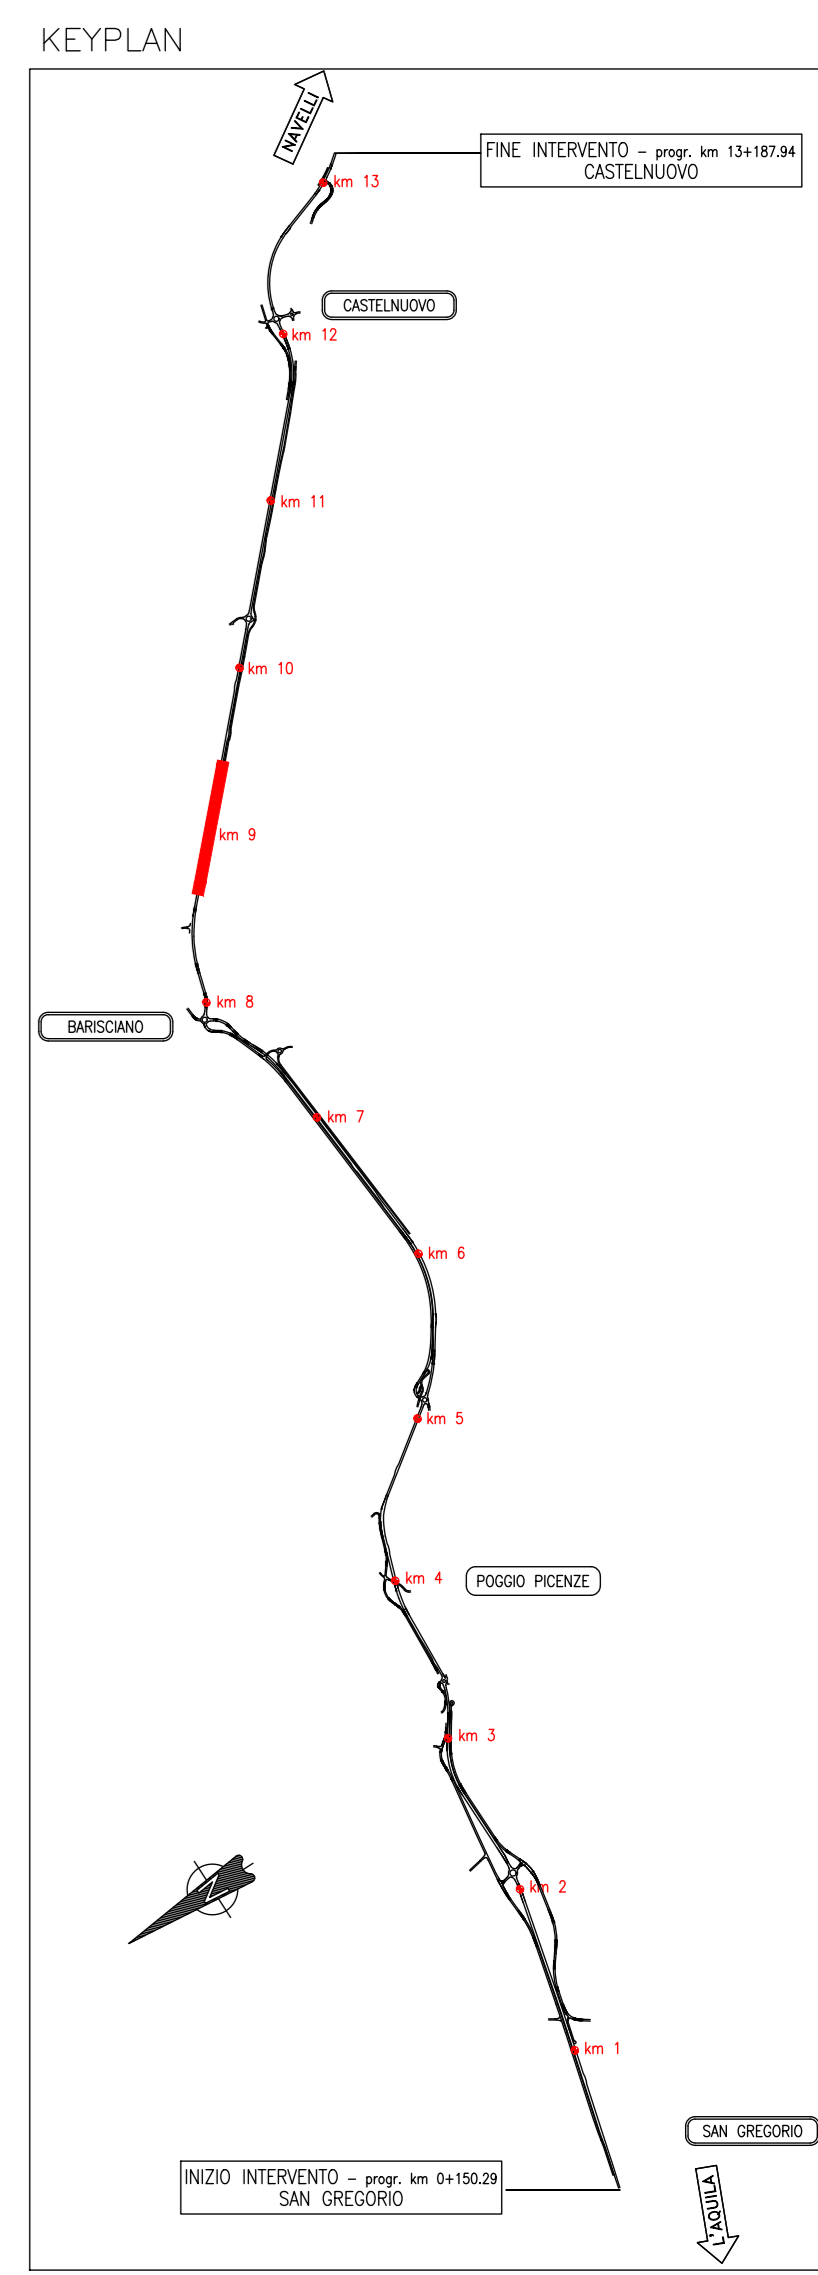 KEYPLAN
NAVELLI
FINE INTERVENTO - progr. km 13+187.94
CASTELNUOVO
km 13
CASTELNUOVO
km 12
km 11
km 10
km 9
km 8
BARISCIANO
km 7
km 6
km 5
km 4
POGGIO PICENZE
km 3
km 2
N
km 1
SAN GREGORIO
INIZIO INTERVENTO - progr. km 0+150.29
SAN GREGORIO
L'AQUILA